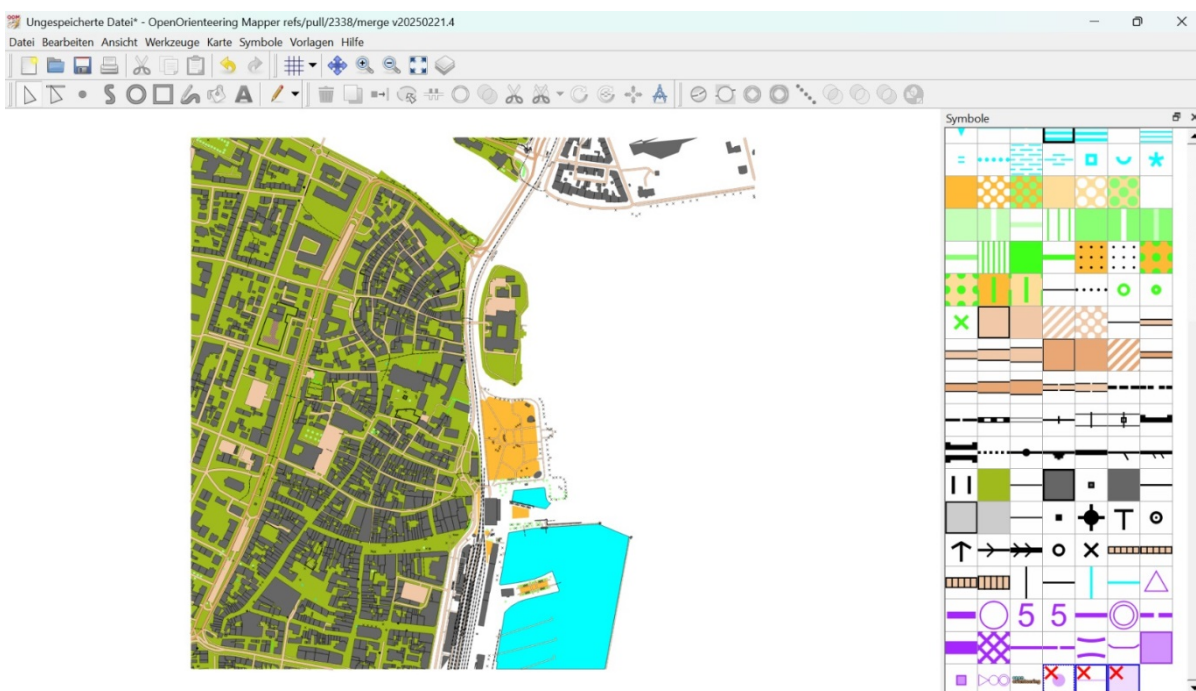 Ungespeicherte Datei* - OpenOrienteering Mapper refs/pull/2338/merge v20250221.4
Datei Bearbeiten Ansicht Werkzeuge Karte Symbole Vorlagen Hilfe
A
Symbole
5 5